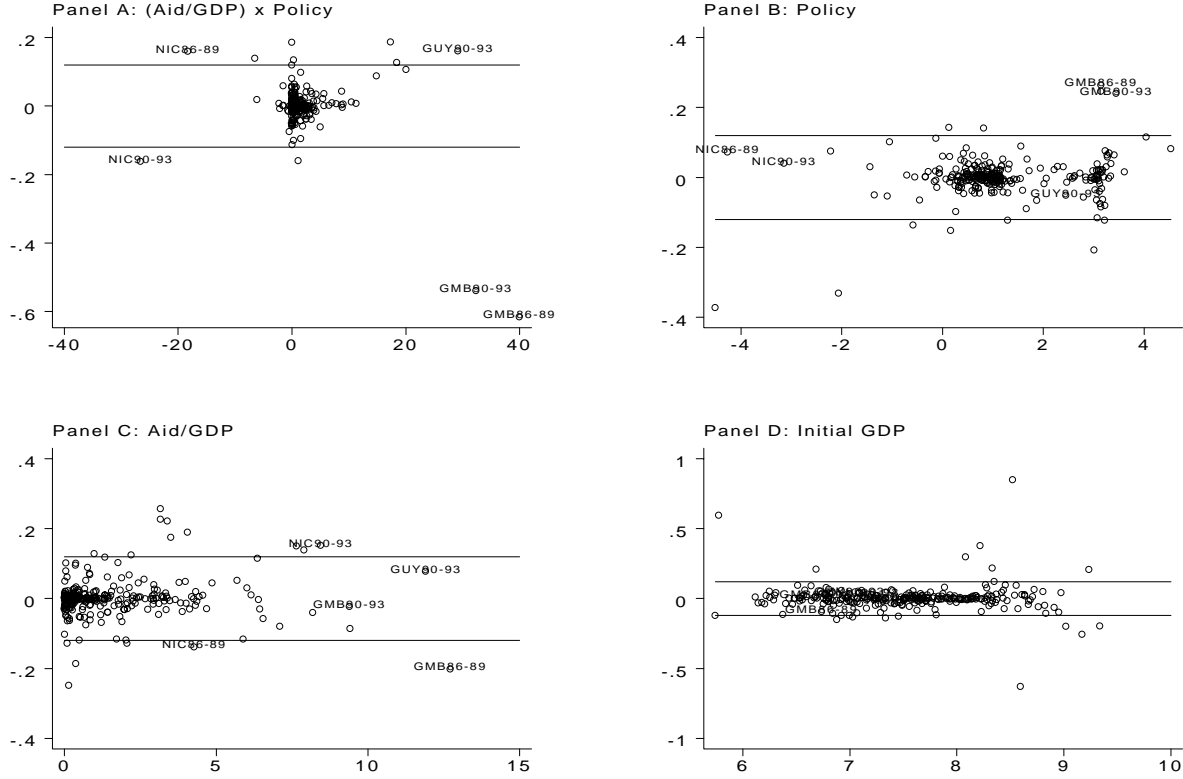 Panel A: (Aid/GDP) x Policy
.2
0
-.2
-.4
-.6
-40
-20
0
20
40
NIC86-89
GUY90-93
NIC90-93
GMB90-93
GMB86-89
Panel B: Policy
.4
.2
0
-.2
-.4
-4
-2
0
2
4
GMB86-89
GMB90-93
NIC86-89
NIC90-93
Panel C: Aid/GDP
.4
.2
0
-.2
-.4
0
5
10
15
NIC90-93
GUY90-93
GMB90-93
NIC86-89
GMB86-89
Panel D: Initial GDP
1
.5
0
-.5
-1
6
7
8
9
10